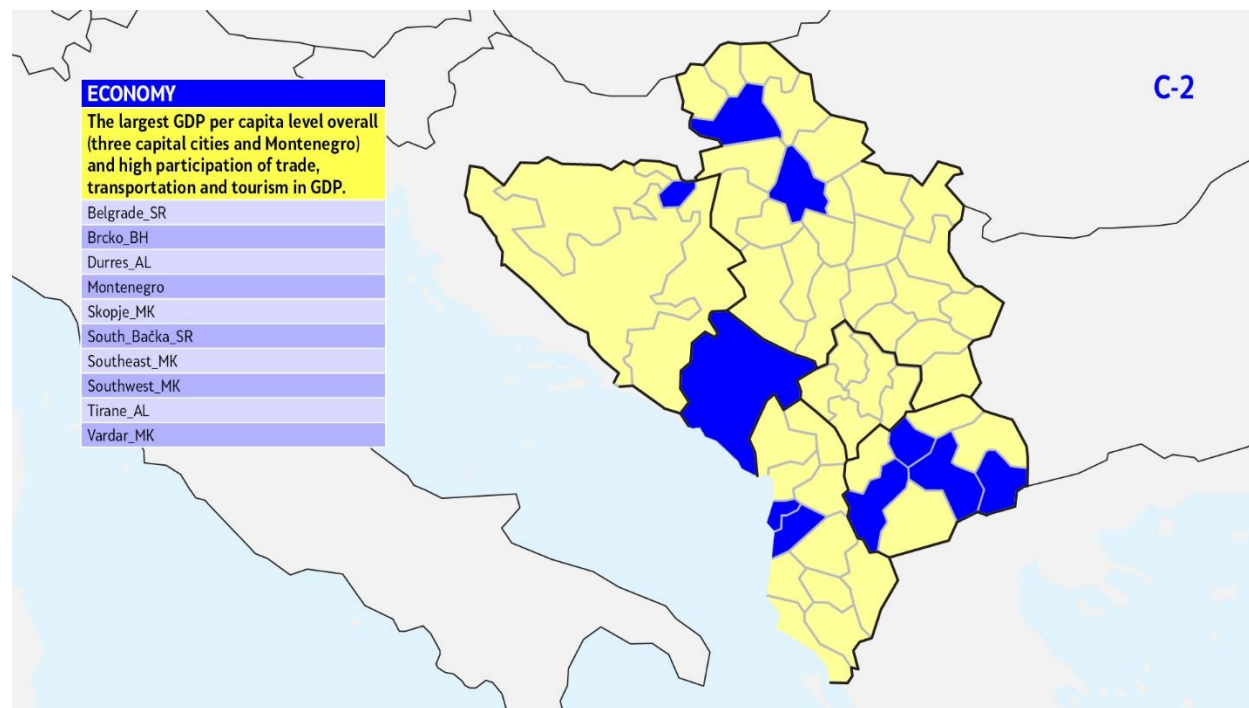 ECONOMY
The largest GDP per capita level overall
(three capital cities and Montenegro)
and high participation of trade,
transportation and tourism in GDP.
Belgrade_SR
Brcko_BH
Durres_AL
Montenegro
Skopje_MK
South_Bačka_SR
Southeast_MK
Southwest_MK
Tirane_AL
Vardar_MK
C-2